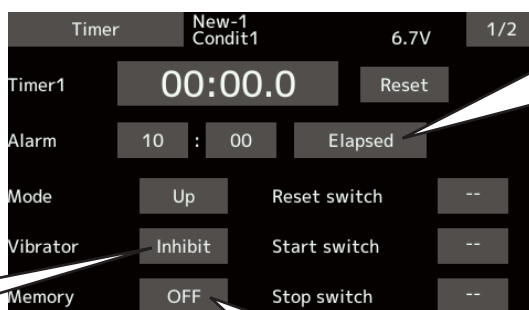 Timer New-1 Condit1 6.7V 1/2
Timer1 00:00.0 Reset
Alarm 10 : 00 Elapsed
Mode Up Reset switch --
Vibrator Inhibit Start switch --
Memory OFF Stop switch --